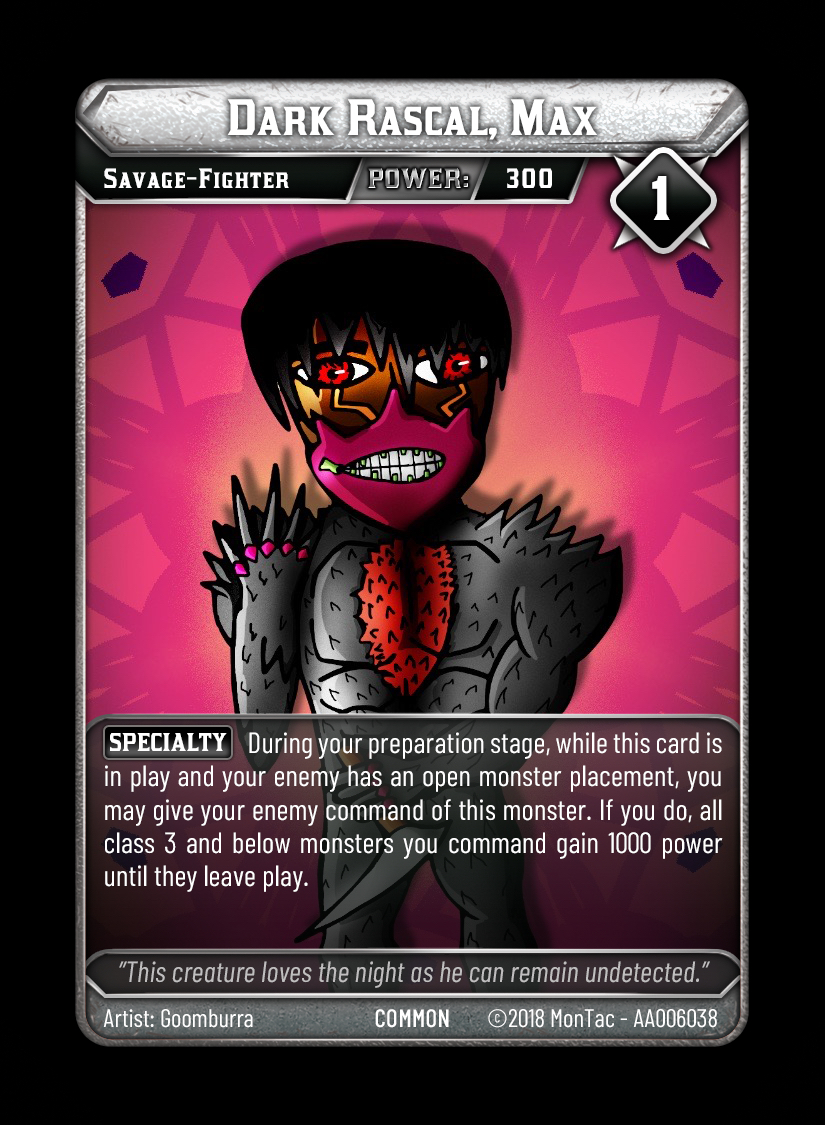 Dark Rascal, Max
Savage-Fighter POWER: 300
1
SPECIALTY During your preparation stage, while this card is
in play and your enemy has an open monster placement, you
may give your enemy command of this monster. If you do, all
class 3 and below monsters you command gain 1000 power
until they leave play.
"This creature loves the night as he can remain undetected."
Artist: Goomburra COMMON ©2018 MonTac - AA006038